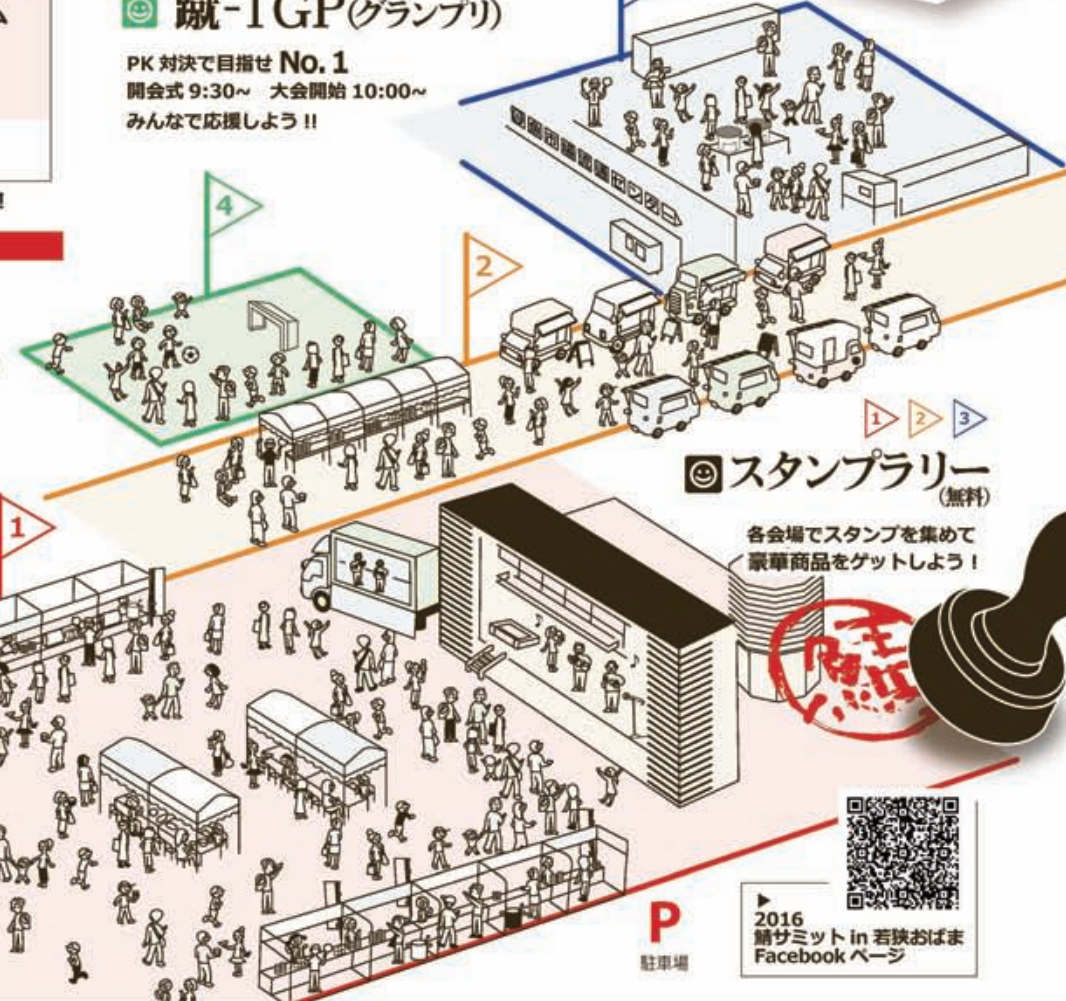 蹴-1GP(グランプリ)
PK 対決で目指せ No. 1
開会式 9:30~ 大会開始 10:00~
みんなで応援しよう !!
!
4
2
1
1 2 3
スタンプラリー
(無料)
各会場でスタンプを集めて
豪華商品をゲットしよう！
P
駐車場
▶
2016
鯖サミット in 若狭おばま
Facebook ページ